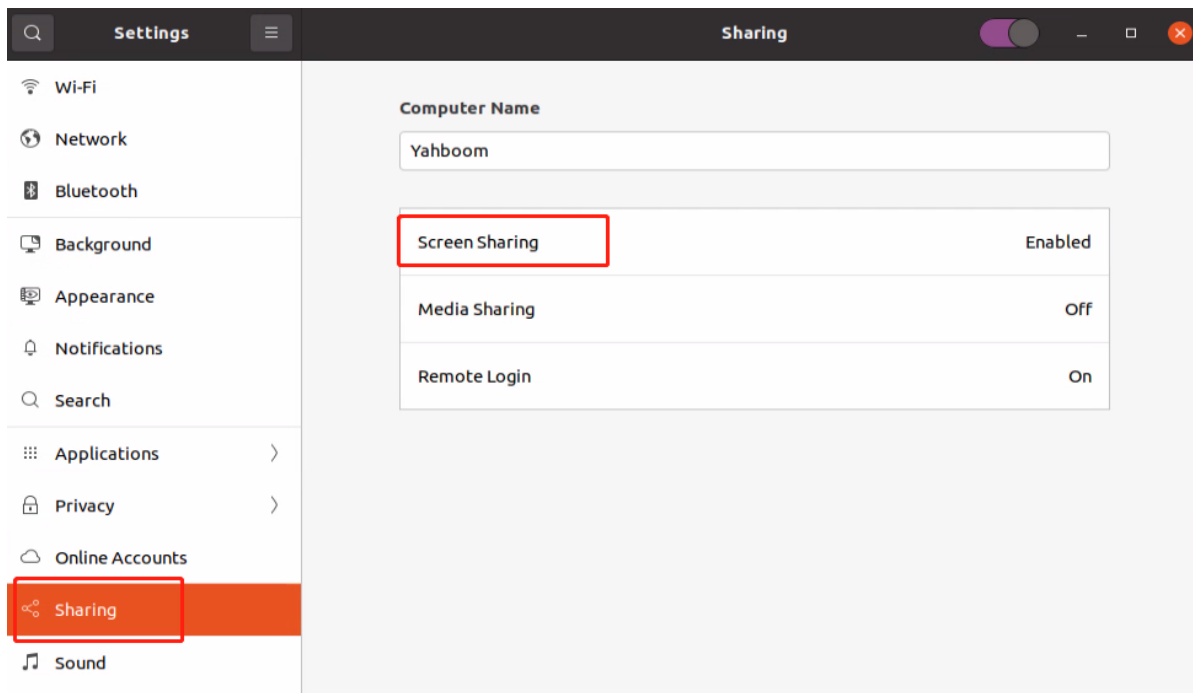 Settings
Sharing
Wi-Fi
Network
Bluetooth
Background
Appearance
Notifications
Search
Applications
Privacy
Online Accounts
Sharing
Sound
Computer Name
Yahboom
Screen Sharing Enabled
Media Sharing Off
Remote Login On